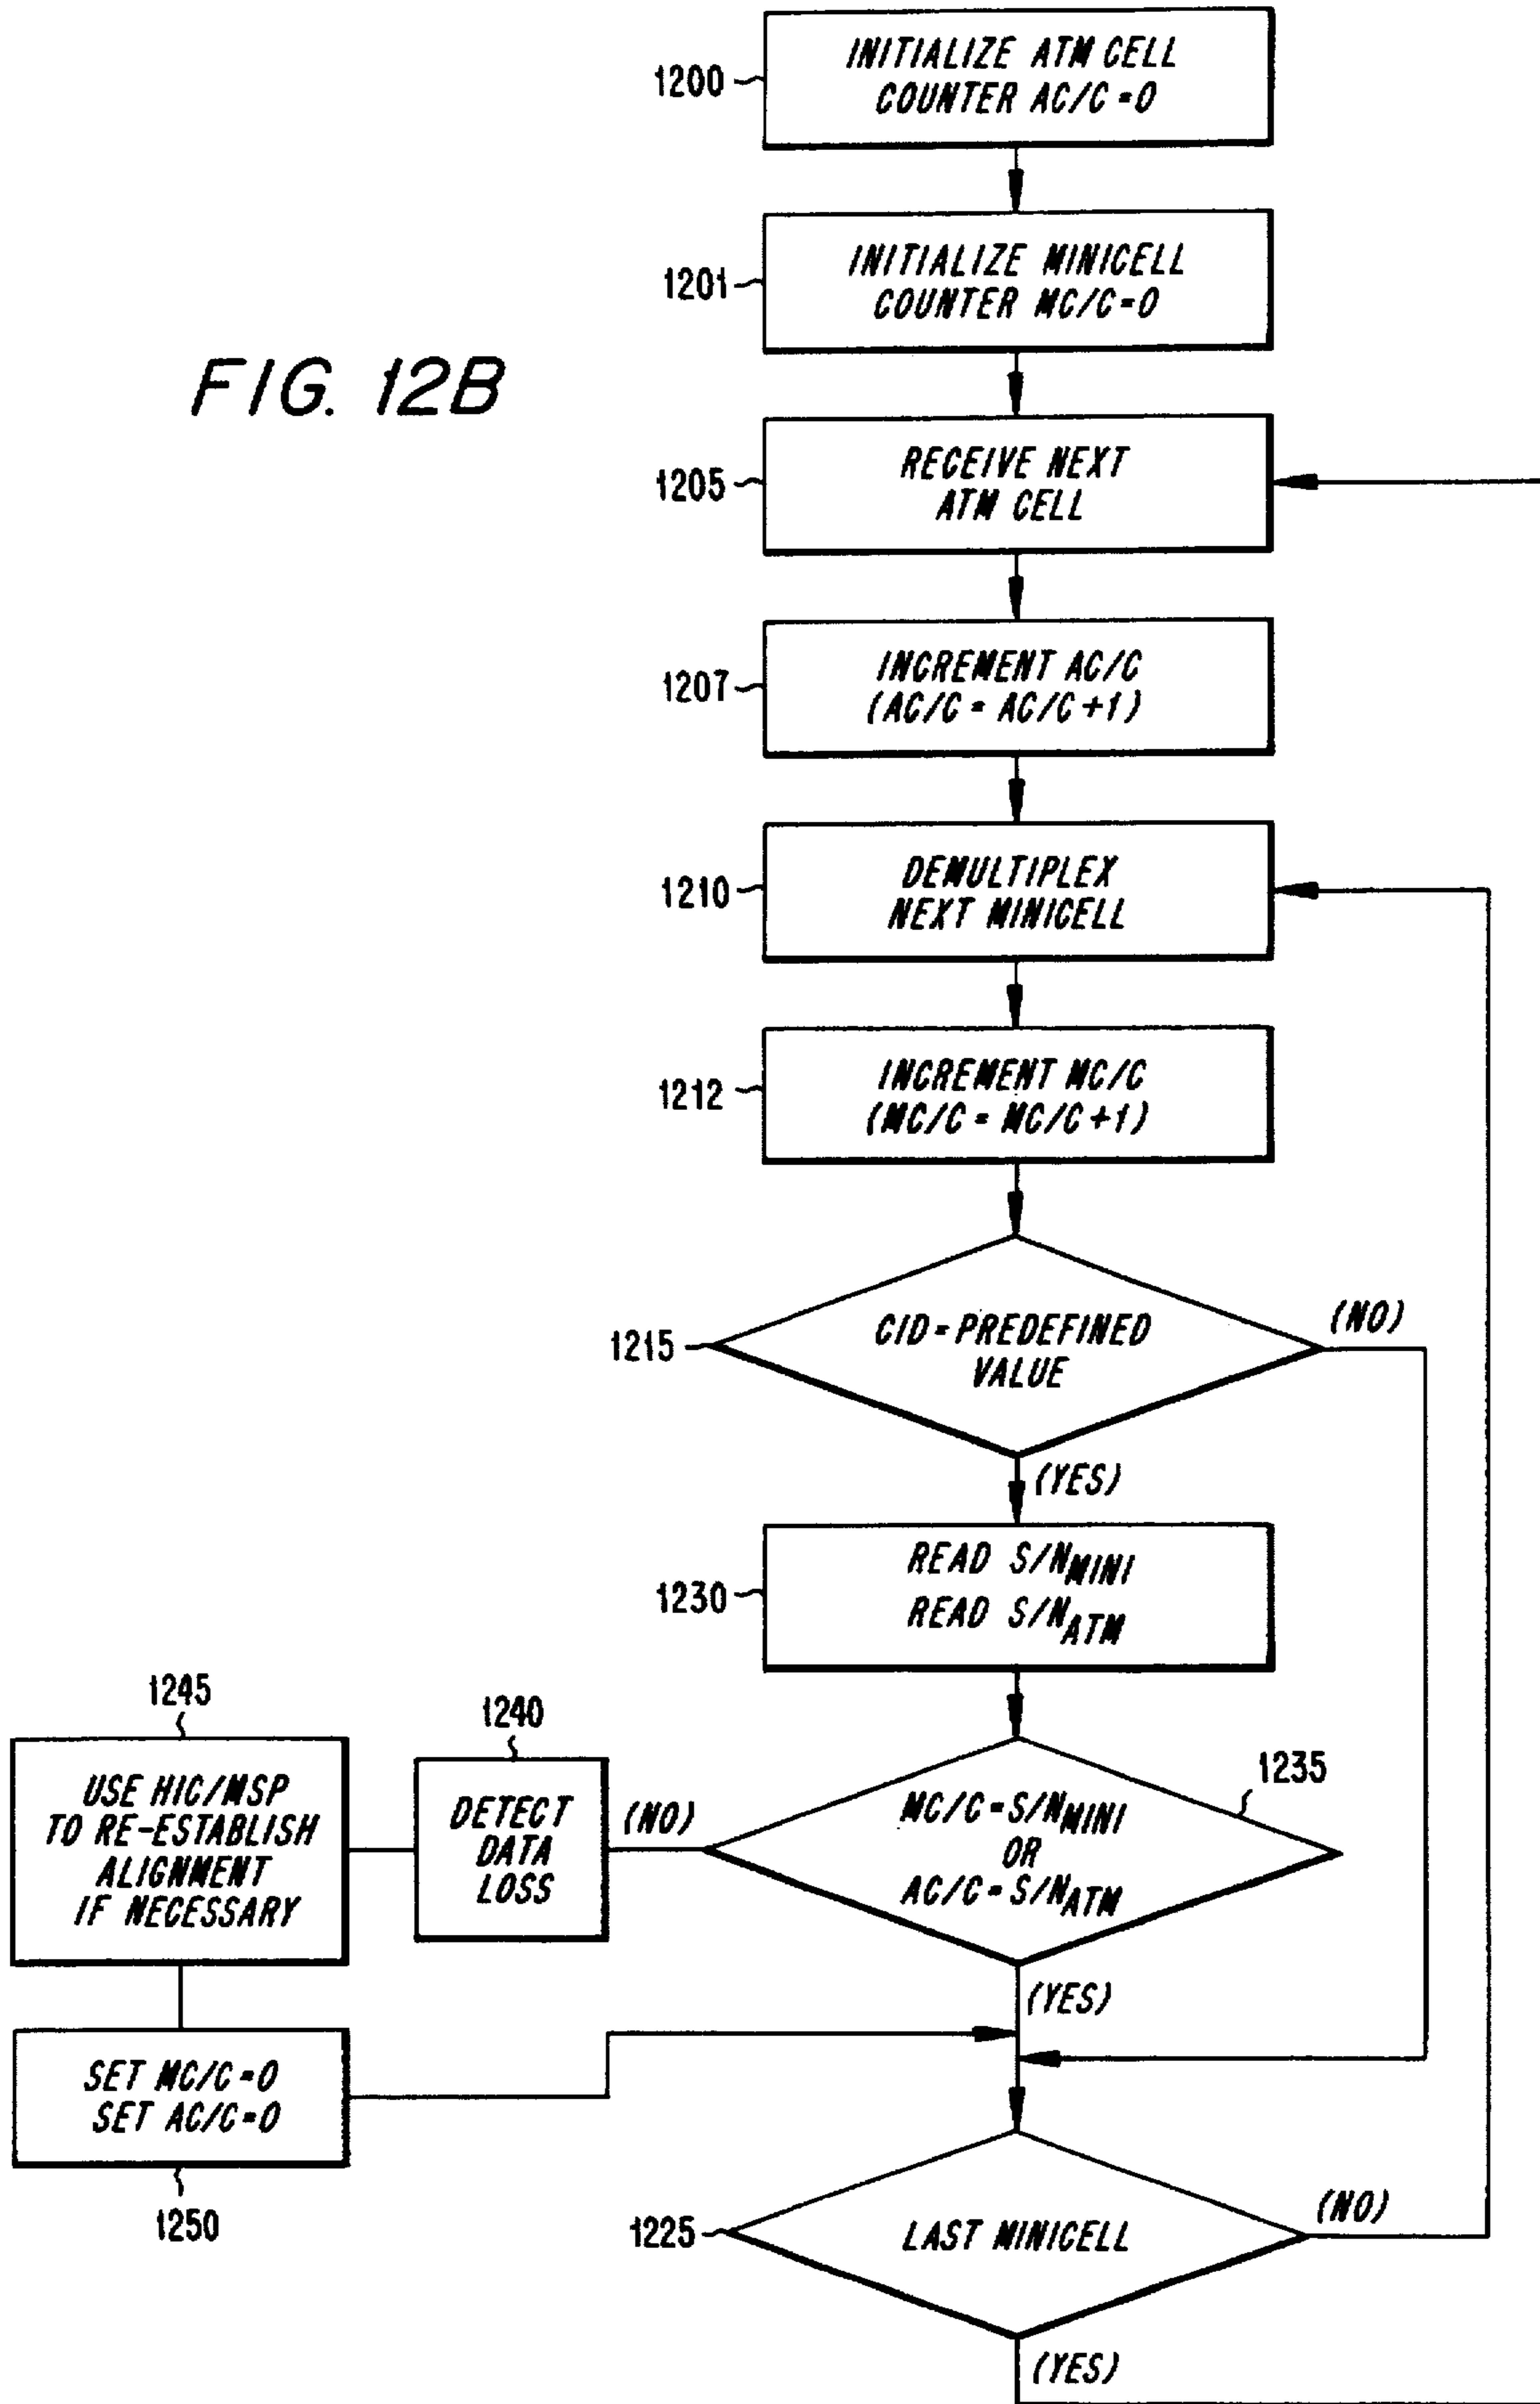 FIG. 12B
1200
INITIALIZE ATM CELL
COUNTER AC/C=0
1201
INITIALIZE MINICELL
COUNTER MC/C=0
1205
RECEIVE NEXT
ATM CELL
1207
INCREMENT AC/C
(AC/C = AC/C+1)
1210
DEMULTIPLEX
NEXT MINICELL
1212
INCREMENT MC/C
(MC/C = MC/C+1)
1215
CID=PREDEFINED
VALUE
(NO)
(YES)
1230
READ S/N MINI
READ S/N ATM
1235
MC/C=S/N MINI
OR
AC/C=S/N ATM
(NO)
(YES)
1240
DETECT
DATA
LOSS
1245
USE HIC/MSP
TO RE-ESTABLISH
ALIGNMENT
IF NECESSARY
SET MC/C=0
SET AC/C=0
1250
1225
LAST MINICELL
(NO)
(YES)